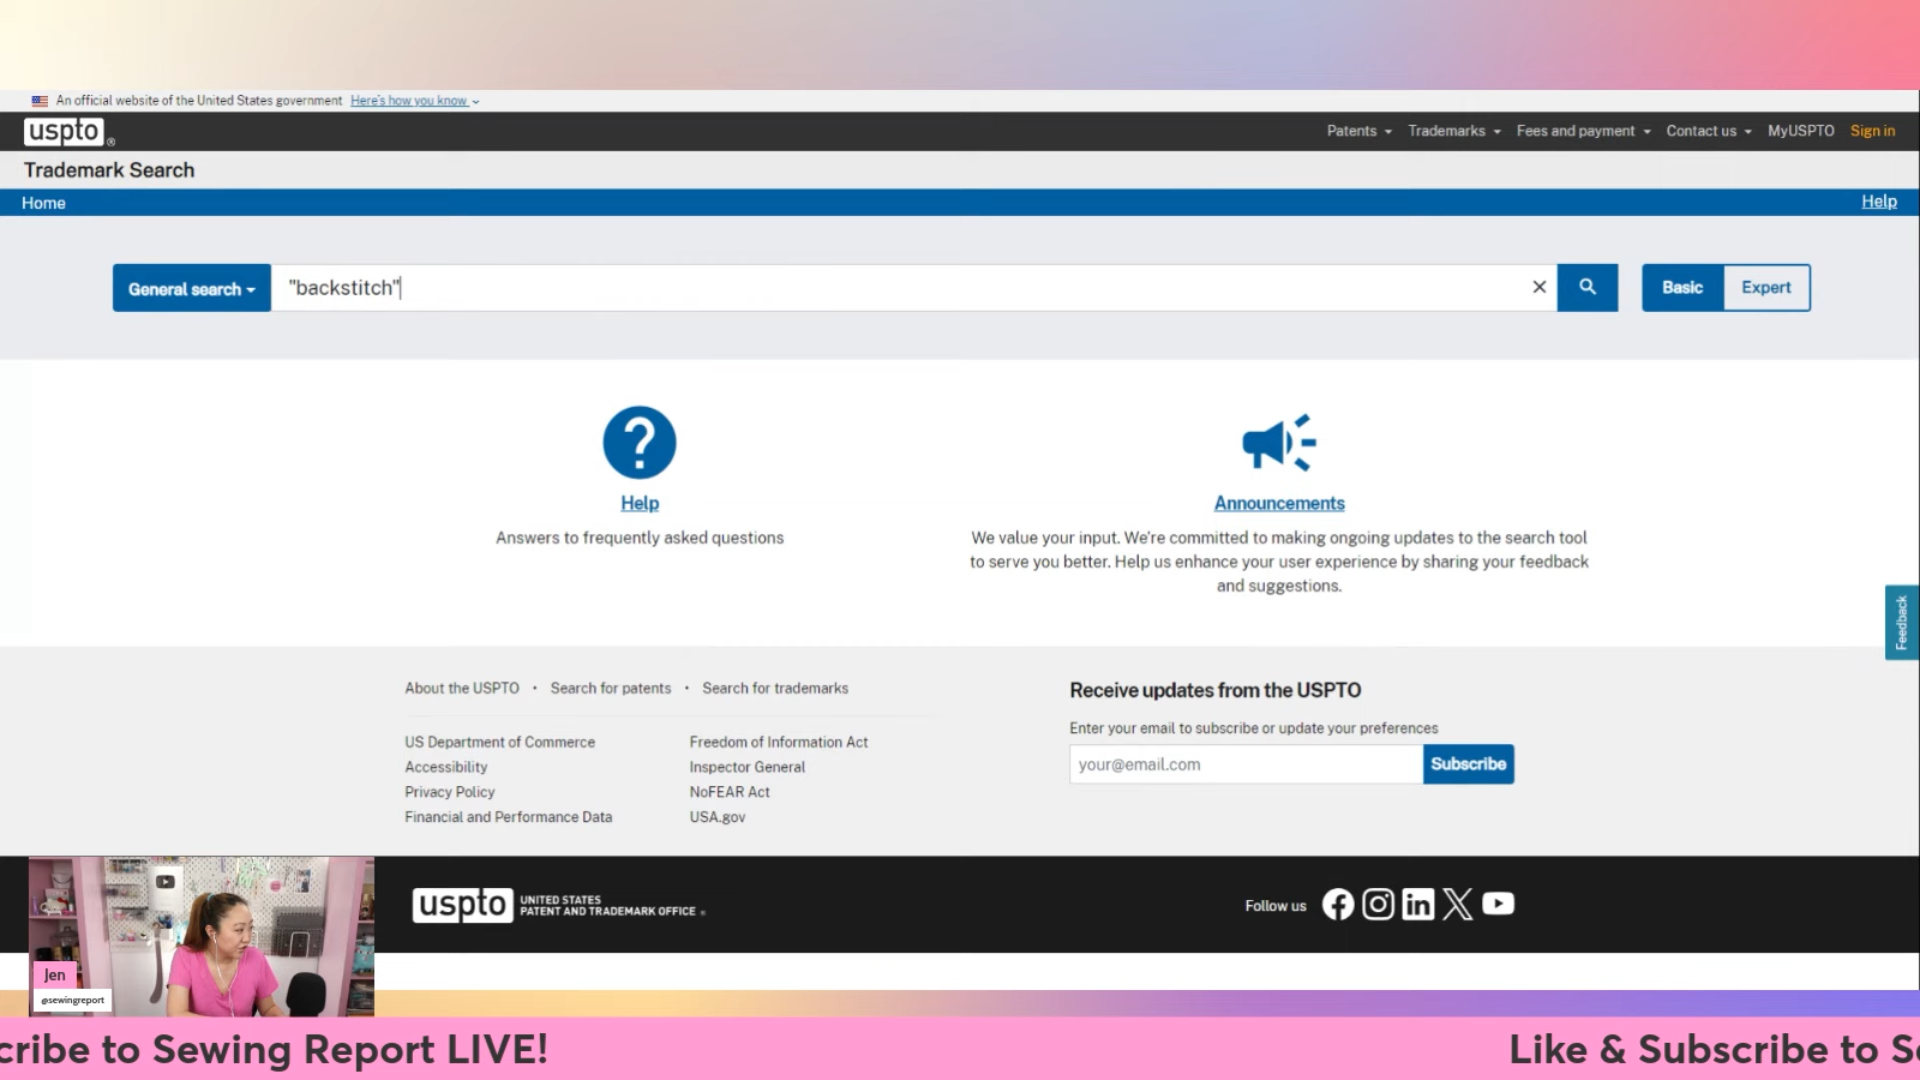 An official website of the United States government Here's how you know
uspto®
Patents Trademarks Fees and payment Contact us MyUSPTO Sign in
Trademark Search
Home
Help
General search "backstitch" Basic Expert
Help
Answers to frequently asked questions
Announcements
We value your input. We're committed to making ongoing updates to the search tool
to serve you better. Help us enhance your user experience by sharing your feedback
and suggestions.
Feedback
About the USPTO • Search for patents • Search for trademarks
US Department of Commerce
Accessibility
Privacy Policy
Financial and Performance Data
Freedom of Information Act
Inspector General
NoFEAR Act
USA.gov
Receive updates from the USPTO
Enter your email to subscribe or update your preferences
your@email.com Subscribe
uspto UNITED STATES
PATENT AND TRADEMARK OFFICE
Follow us
Jen
@sewingreport
cribe to Sewing Report LIVE!
Like & Subscribe to S